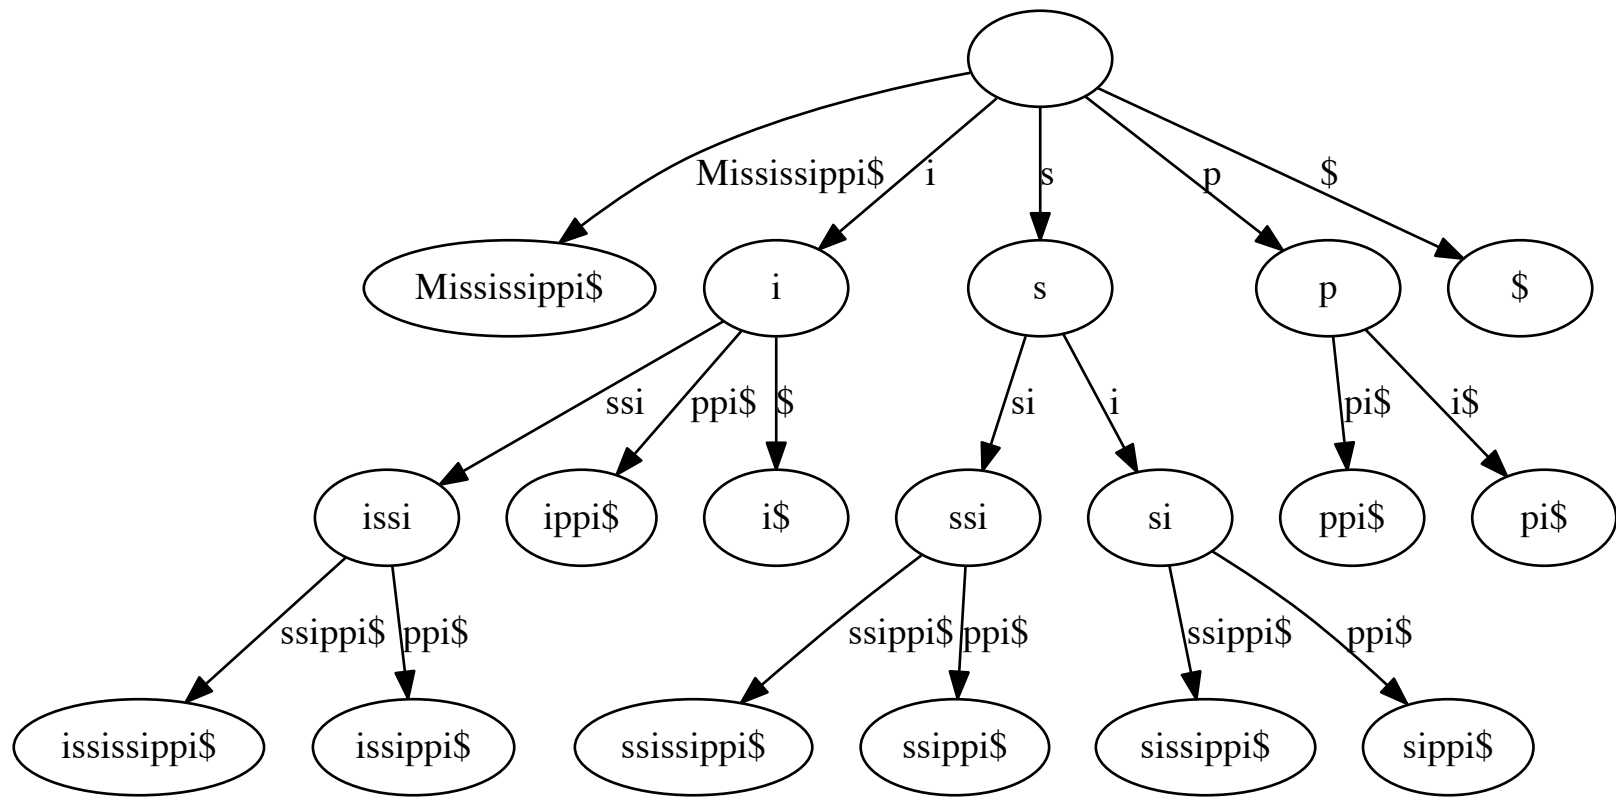 Mississippi$ i s p $
Mississippi$ i s p $
ssi ppi$ $ si i pi$ i$
issi ippi$ i$ ssi si ppi$ pi$
ssippi$ ppi$ ssippi$ ppi$ ssippi$ ppi$
ississippi$ issippi$ ssissippi$ ssippi$ sissippi$ sippi$